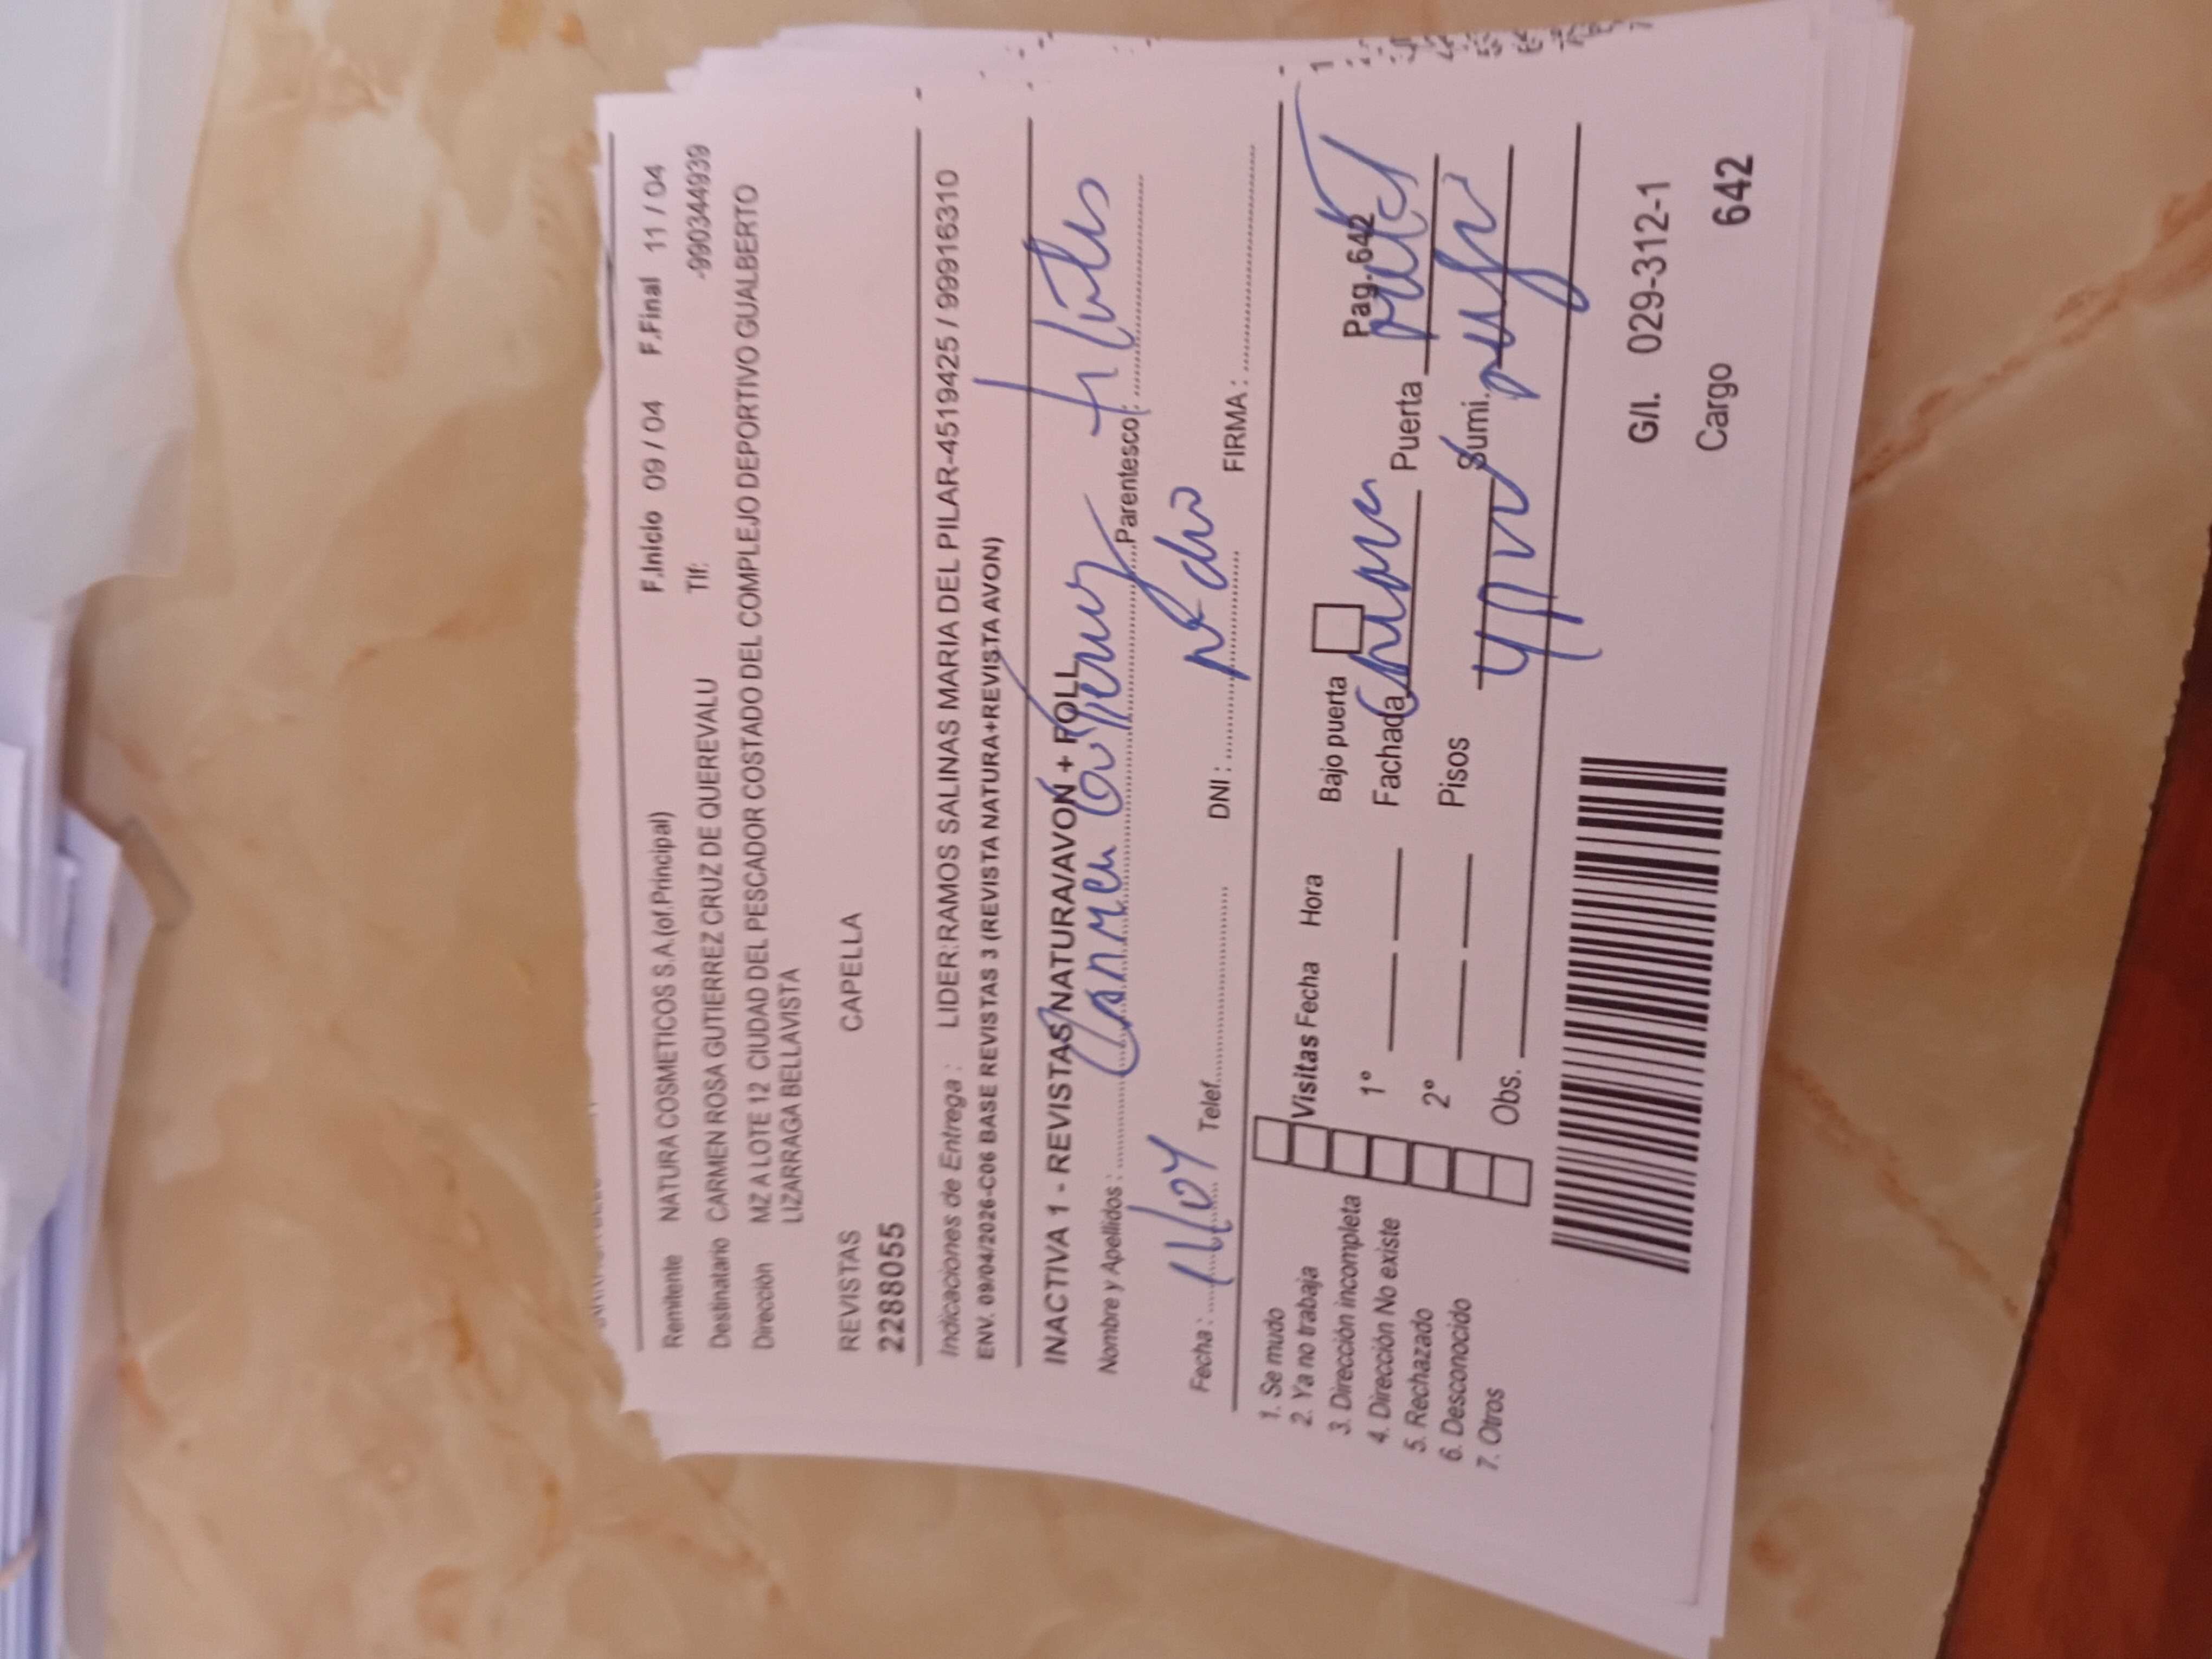 F.Inicio 09 / 04 F.Final 11 / 04
Remitente NATURA COSMETICOS S.A.(of.Principal)
Tlf: -990344939
Destinatario CARMEN ROSA GUTIERREZ CRUZ DE QUEREVALU
Dirección MZ A LOTE 12 CIUDAD DEL PESCADOR COSTADO DEL COMPLEJO DEPORTIVO GUALBERTO
LIZARRAGA BELLAVISTA
REVISTAS CAPELLA
2288055
Indicaciones de Entrega : LIDER:RAMOS SALINAS MARIA DEL PILAR-4519425 / 999916310
ENV. 09/04/2026-C06 BASE REVISTAS 3 (REVISTA NATURA+REVISTA AVON)
INACTIVA 1 - REVISTAS NATURA/AVON + FOLL
Nombre y Apellidos : Carmen Parentesco : titular
Fecha : 11/04 Telef. DNI : FIRMA :
1. Se mudo
2. Ya no trabaja
3. Dirección incompleta
4. Dirección No existe
5. Rechazado
6. Desconocido
7. Otros
Visitas Fecha Hora
1°
2°
Obs.
Bajo puerta Pag. 642
Fachada Puerta
Pisos Sumi.
G/I. 029-312-1
Cargo 642